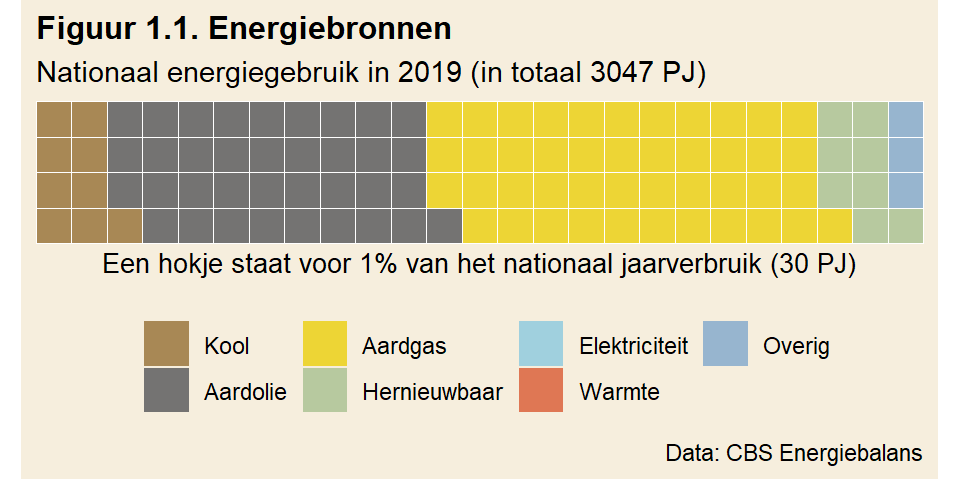 Figuur 1.1. Energiebronnen
Nationaal energiegebruik in 2019 (in totaal 3047 PJ)
Een hokje staat voor 1% van het nationaal jaarverbruik (30 PJ)
Kool Aardgas Elektriciteit Overig
Aardolie Hernieuwbaar Warmte
Data: CBS Energiebalans